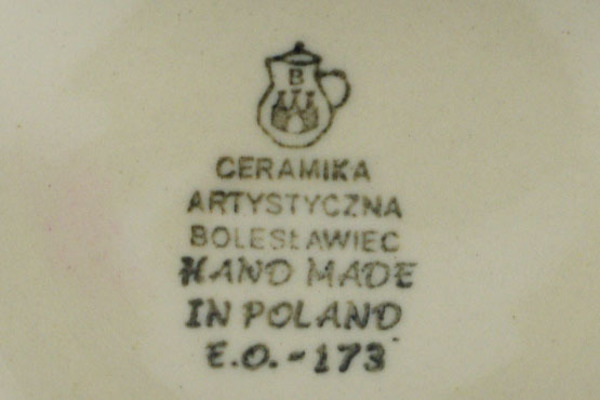 B
CERAMIKA
ARTYSTYCZNA
BOLESŁAWIEC
HAND MADE
IN POLAND
E.O.-173